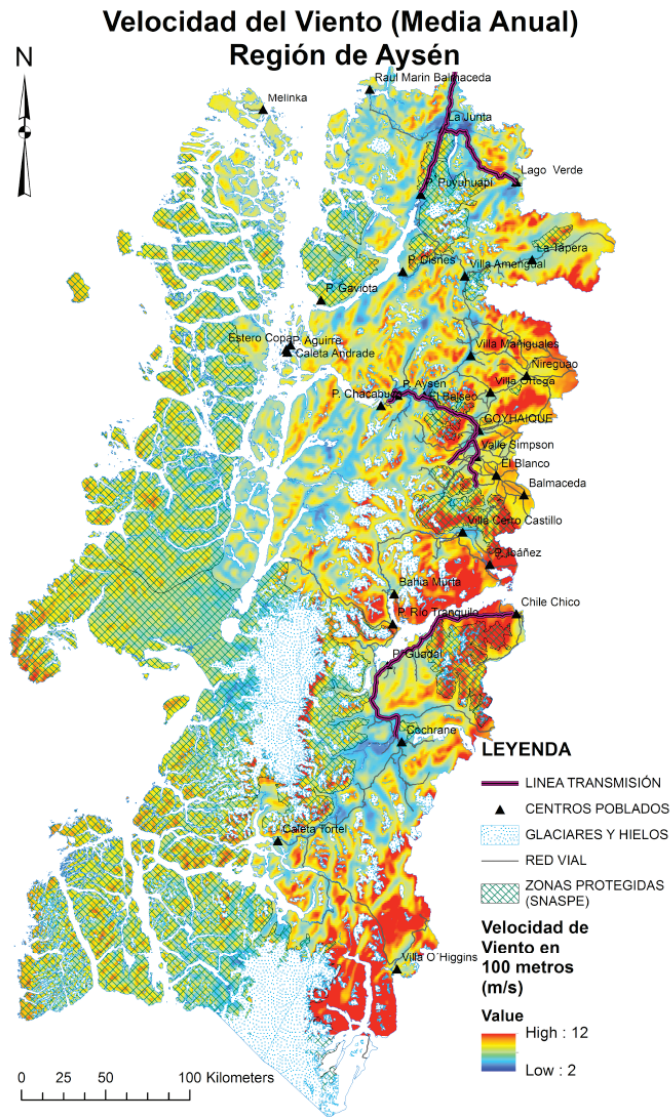 Velocidad del Viento (Media Anual)
Región de Aysén
N
Raul Marin Balmaceda
Melinka
La Junta
Lago Verde
P. Puyuhuapi
La Tapera
P. Cisnes
Villa Amengual
P. Gaviota
Estero Copa
P. Aguirre
Caleta Andrade
Villa Mañiguales
Ñireguao
P. Aysén
Villa Ortega
P. Chacabuco
El Balseo
COYHAIQUE
Valle Simpson
El Blanco
Balmaceda
Villa Cerro Castillo
P. Ibáñez
Bahia Murta
Chile Chico
P. Río Tranquilo
P. Guadal
Cochrane
Caleta Tortel
Villa O´Higgins
LEYENDA
LINEA TRANSMISIÓN
CENTROS POBLADOS
GLACIARES Y HIELOS
RED VIAL
ZONAS PROTEGIDAS
(SNASPE)
Velocidad de
Viento en
100 metros
(m/s)
Value
High : 12
Low : 2
0 25 50 100 Kilometers